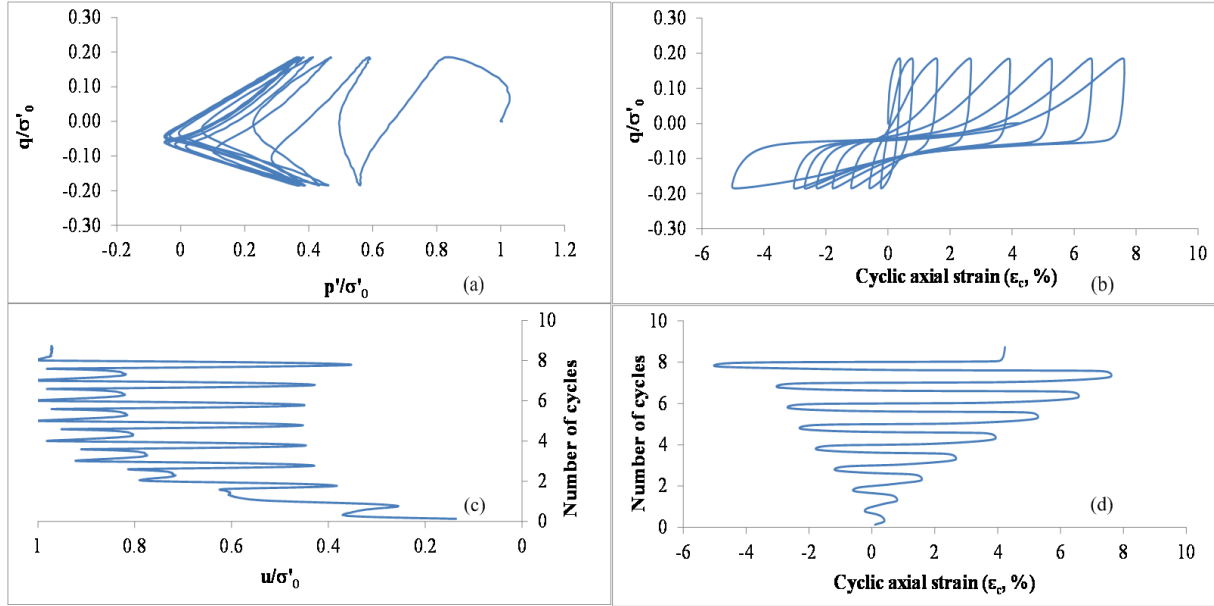 0.30
0.20
0.10
0.00
-0.10
-0.20
-0.30
q/σ'0
-0.2 0 0.2 0.4 0.6 0.8 1 1.2
p'/σ'0
(a)
0.30
0.20
0.10
0.00
-0.10
-0.20
-0.30
q/σ'0
-6 -4 -2 0 2 4 6 8 10
Cyclic axial strain (εc, %)
(b)
10
8
6
4
2
0
Number of cycles
1 0.8 0.6 0.4 0.2 0
u/σ'0
(c)
10
8
6
4
2
0
Number of cycles
-6 -4 -2 0 2 4 6 8 10
Cyclic axial strain (εc, %)
(d)